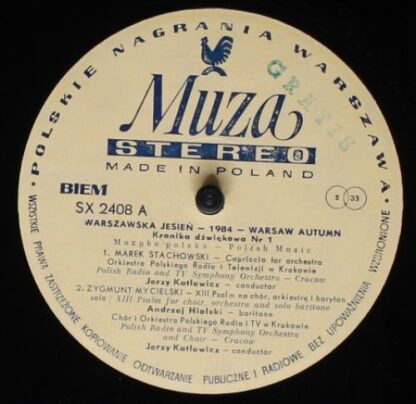 · POLSKIE NAGRANIA WARSZAWA ·
GRATIS
Muza
STEREO
MADE IN POLAND
BIEM
SX 2408 A
S 33
WARSZAWSKA JESIEŃ – 1984 – WARSAW AUTUMN
Kronika dźwiękowa Nr 1
Muzyka polska – Polish Music
1. MAREK STACHOWSKI – Capriccio for orchestra
Orkiestra Polskiego Radia i Telewizji w Krakowie
Polish Radio and TV Symphony Orchestra – Cracow
Jerzy Katlewicz – conductor
2. ZYGMUNT MYCIELSKI – XIII Psalm na chór, orkiestrę i baryton
solo XIII Psalm for choir, orchestra and solo baritone
Andrzej Hiolski – baritone
Chór i Orkiestra Polskiego Radia i TV w Krakowie
Polish Radio and TV Symphony Orchestra
and Choir – Cracow
Jerzy Katlewicz – conductor
WSZYSTKIE PRAWA ZASTRZEŻONE KOPIOWANIE ODTWARZANIE PUBLICZNE I RADIOWE BEZ UPOWAŻNIENIA WZBRONIONE